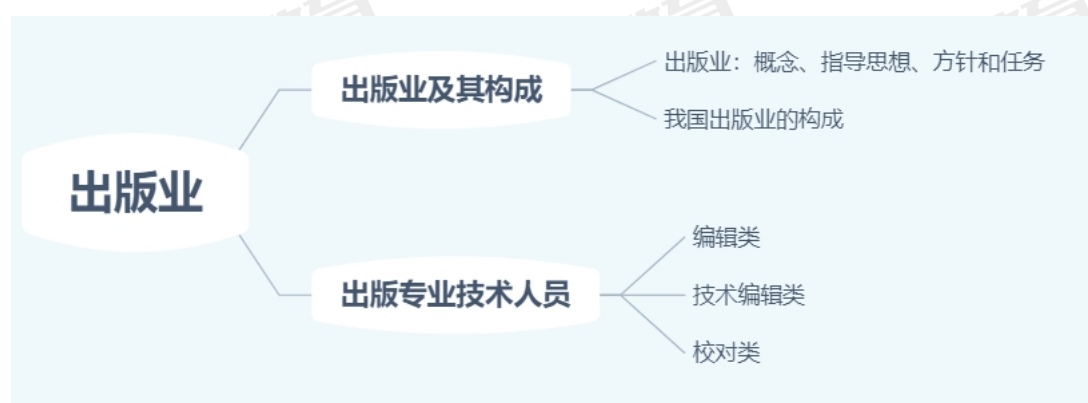 出版业
出版业及其构成
出版业：概念、指导思想、方针和任务
我国出版业的构成
出版专业技术人员
编辑类
技术编辑类
校对类